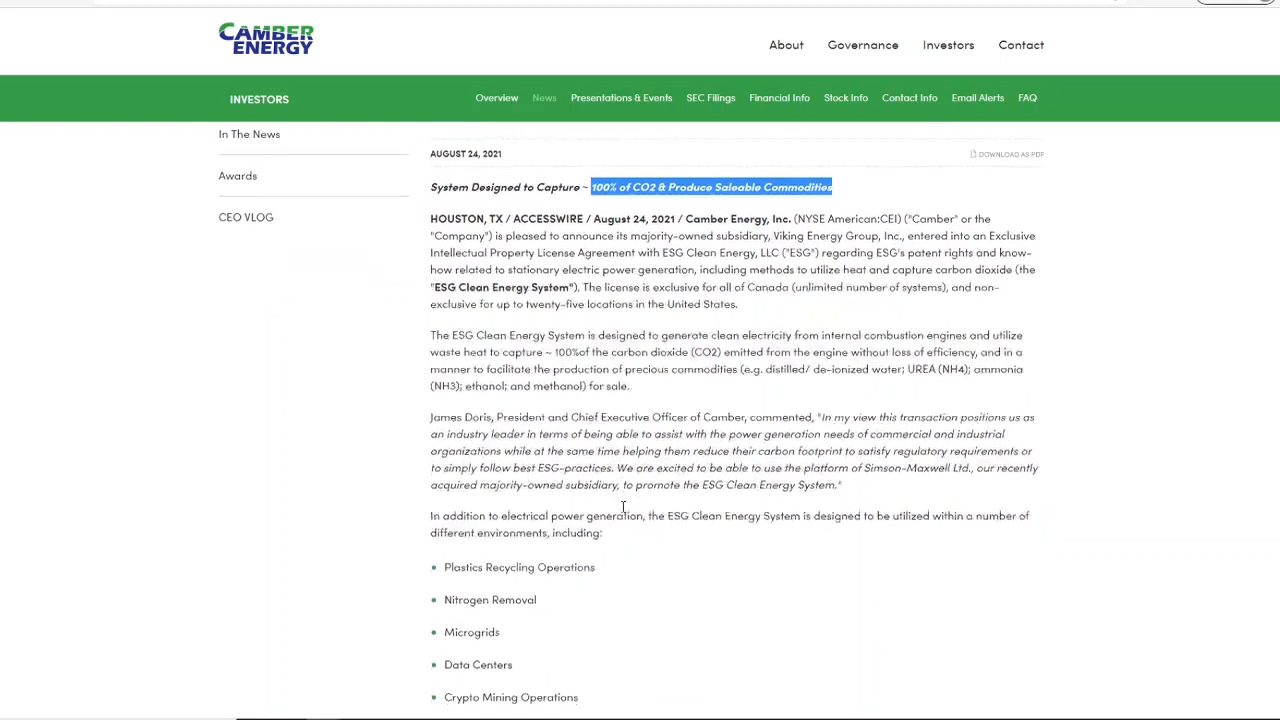 CAMBER
ENERGY
About
Governance
Investors
Contact
INVESTORS
Overview
News
Presentations & Events
SEC Filings
Financial Info
Stock Info
Contact Info
Email Alerts
FAQ
In The News
Awards
CEO VLOG
AUGUST 24, 2021
DOWNLOAD AS PDF
System Designed to Capture ~ 100% of CO2 & Produce Saleable Commodities
HOUSTON, TX / ACCESSWIRE / August 24, 2021 / Camber Energy, Inc. (NYSE American:CEI) ("Camber" or the
"Company") is pleased to announce its majority-owned subsidiary, Viking Energy Group, Inc., entered into an Exclusive
Intellectual Property License Agreement with ESG Clean Energy, LLC ("ESG") regarding ESG's patent rights and know-
how related to stationary electric power generation, including methods to utilize heat and capture carbon dioxide (the
"ESG Clean Energy System"). The license is exclusive for all of Canada (unlimited number of systems), and non-
exclusive for up to twenty-five locations in the United States.
The ESG Clean Energy System is designed to generate clean electricity from internal combustion engines and utilize
waste heat to capture ~ 100%of the carbon dioxide (CO2) emitted from the engine without loss of efficiency, and in a
manner to facilitate the production of precious commodities (e.g. distilled/ de-ionized water; UREA (NH4); ammonia
(NH3); ethanol; and methanol) for sale.
James Doris, President and Chief Executive Officer of Camber, commented, "In my view this transaction positions us as
an industry leader in terms of being able to assist with the power generation needs of commercial and industrial
organizations while at the same time helping them reduce their carbon footprint to satisfy regulatory requirements or
to simply follow best ESG-practices. We are excited to be able to use the platform of Simson-Maxwell Ltd., our recently
acquired majority-owned subsidiary, to promote the ESG Clean Energy System."
In addition to electrical power generation, the ESG Clean Energy System is designed to be utilized within a number of
different environments, including:
Plastics Recycling Operations
Nitrogen Removal
Microgrids
Data Centers
Crypto Mining Operations